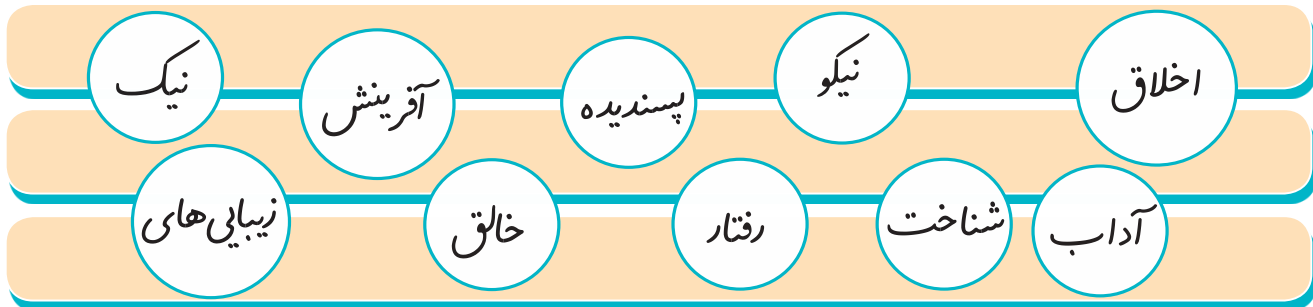 اخلاق نیکو پسندیده آفرینش نیک
آداب شناخت رفتار خالق زیبایی‌های